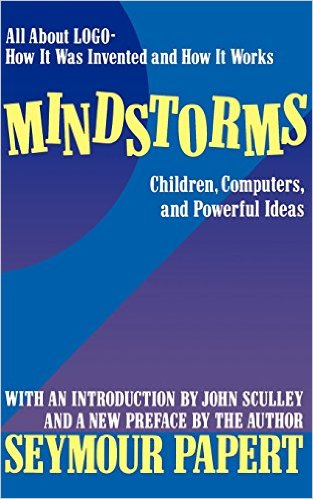 All About LOGO-
How It Was Invented and How It Works
MINDSTORMS
Children, Computers,
and Powerful Ideas
WITH AN INTRODUCTION BY JOHN SCULLEY
AND A NEW PREFACE BY THE AUTHOR
SEYMOUR PAPERT